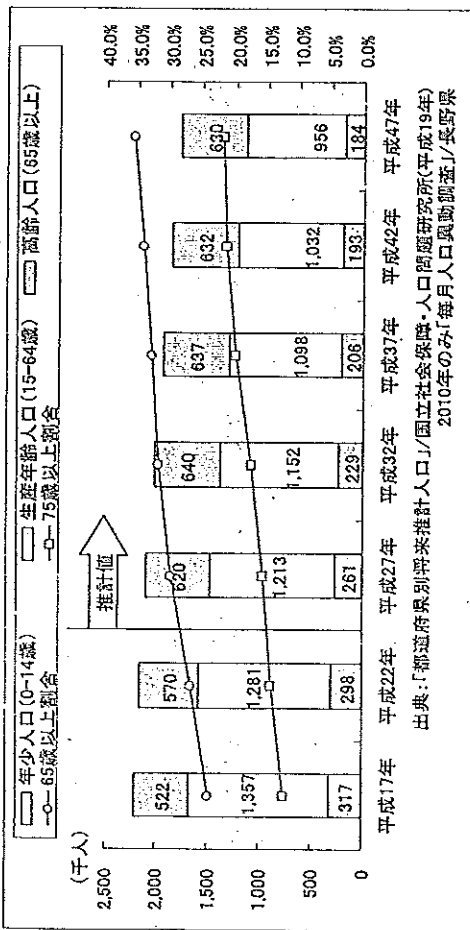 年少人口(0-14歳) 生産年齢人口(15-64歳) 高齢人口(65歳以上)
65歳以上割合 75歳以上割合
(千人)
2,500
2,000
1,500
1,000
500
0
40.0%
35.0%
30.0%
25.0%
20.0%
15.0%
10.0%
5.0%
0.0%
推計値
522 570 620 640 637 632 630
1,357 1,281 1,213 1,152 1,098 1,032 956
317 298 261 229 206 193 184
平成17年 平成22年 平成27年 平成32年 平成37年 平成42年 平成47年
出典:「都道府県別将来推計人口」/国立社会保障・人口問題研究所(平成19年)
2010年のみ「毎月人口異動調査」/長野県